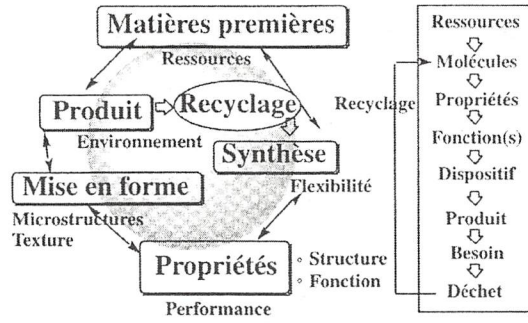 Matières premières
Ressources
Produit
Recyclage
Environnement
Synthèse
Mise en forme
Flexibilité
Microstructures
Texture
Propriétés
Structure
Fonction
Performance
Recyclage
Ressources
Molécules
Propriétés
Fonction(s)
Dispositif
Produit
Besoin
Déchet